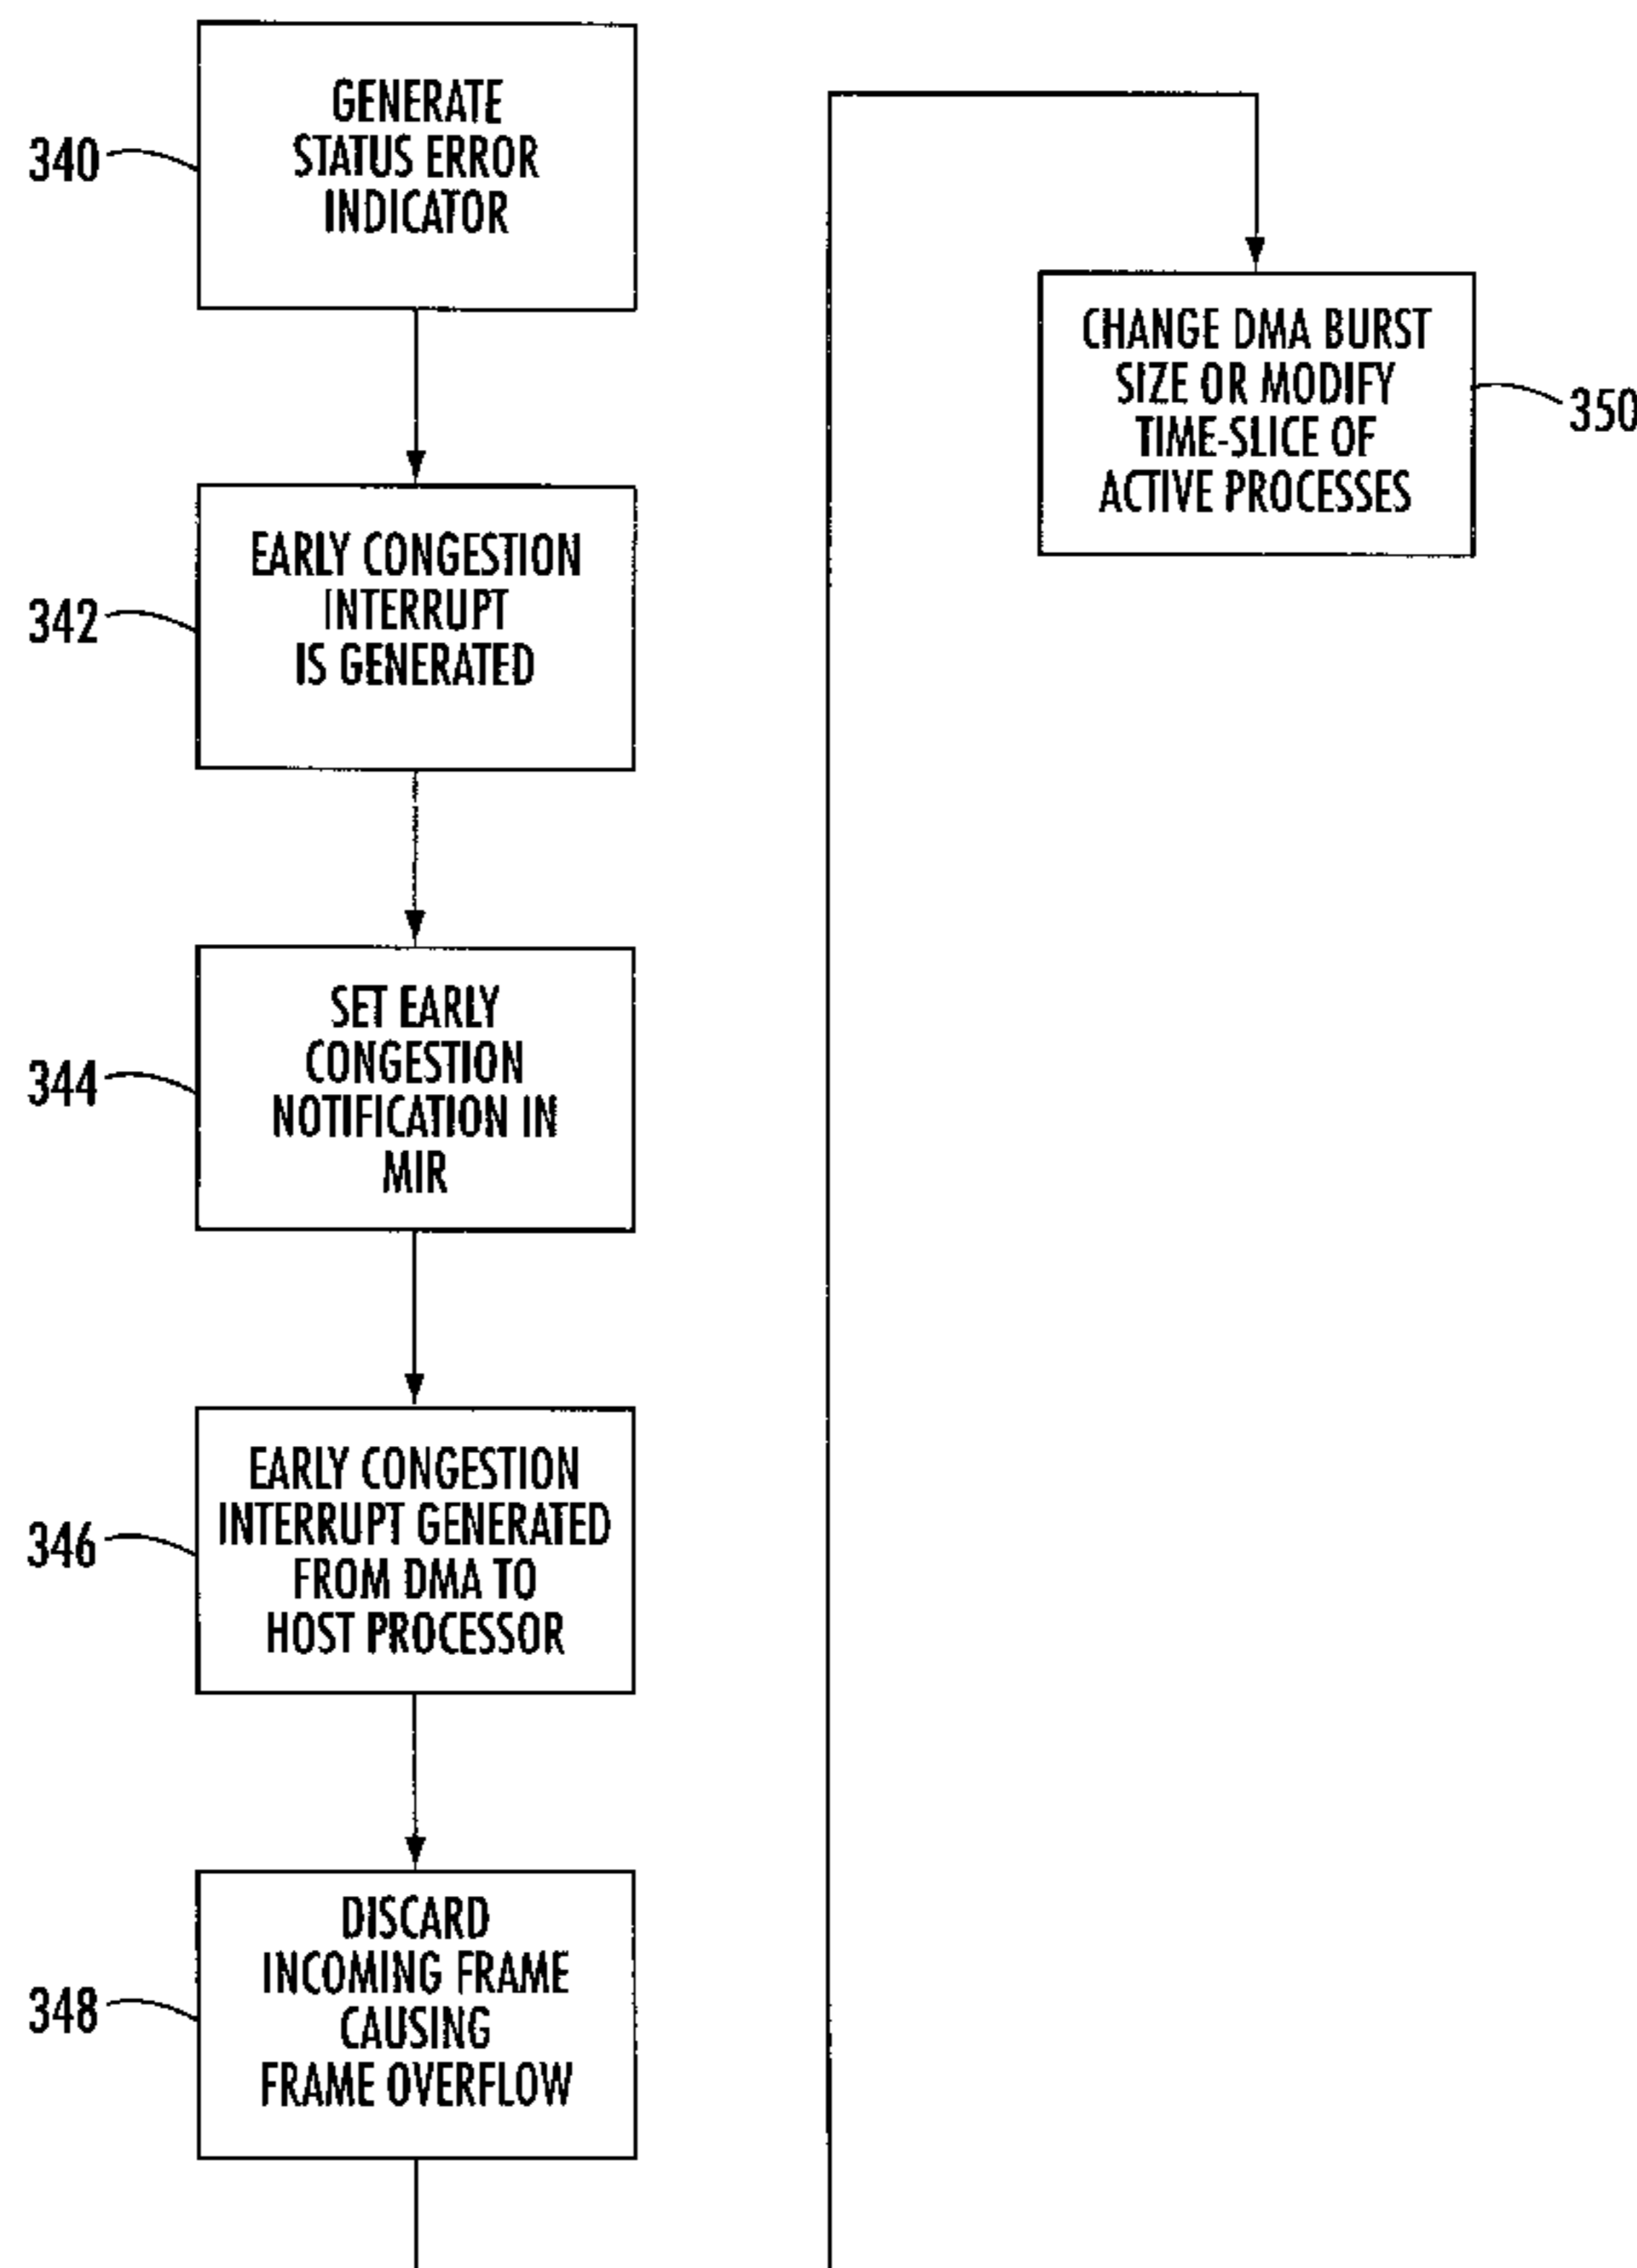 340
GENERATE
STATUS ERROR
INDICATOR
342
EARLY CONGESTION
INTERRUPT
IS GENERATED
344
SET EARLY
CONGESTION
NOTIFICATION IN
MIR
346
EARLY CONGESTION
INTERRUPT GENERATED
FROM DMA TO
HOST PROCESSOR
348
DISCARD
INCOMING FRAME
CAUSING
FRAME OVERFLOW
CHANGE DMA BURST
SIZE OR MODIFY
TIME-SLICE OF
ACTIVE PROCESSES
350